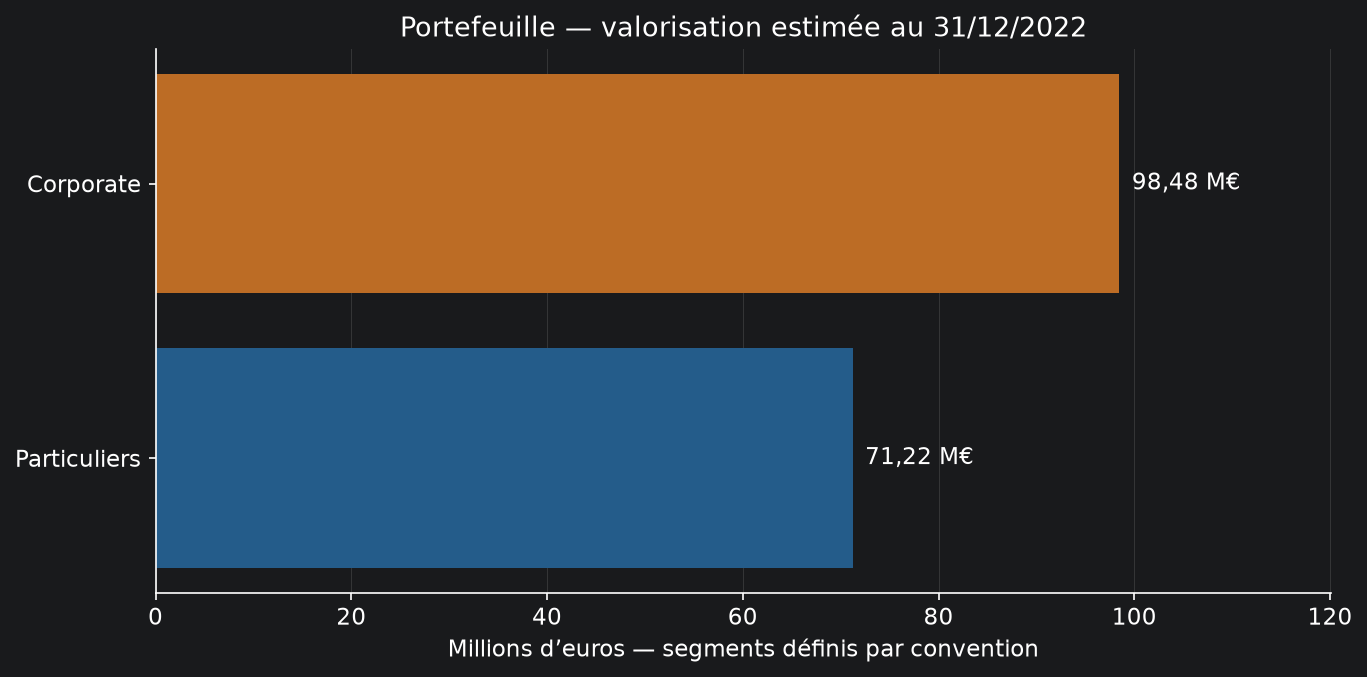 Portefeuille — valorisation estimée au 31/12/2022
Corporate
98,48 M€
Particuliers
71,22 M€
0 20 40 60 80 100 120
Millions d’euros — segments définis par convention